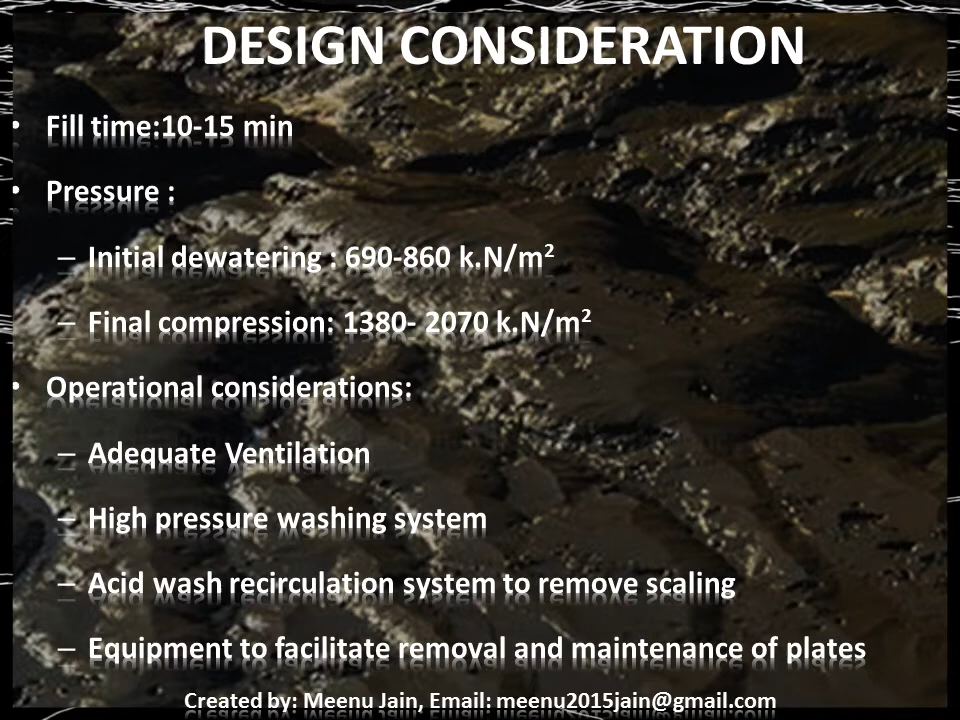 DESIGN CONSIDERATION
• Fill time:10-15 min
• Pressure :
– Initial dewatering : 690-860 k.N/m²
– Final compression: 1380- 2070 k.N/m²
• Operational considerations:
– Adequate Ventilation
– High pressure washing system
– Acid wash recirculation system to remove scaling
– Equipment to facilitate removal and maintenance of plates
Created by: Meenu Jain, Email: meenu2015jain@gmail.com